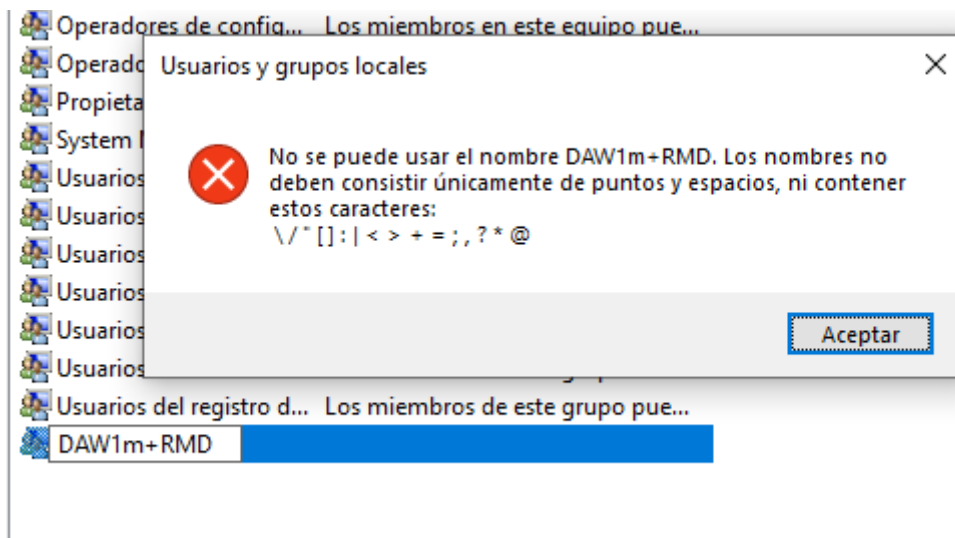 Operadores de config... Los miembros en este equipo pue...
Usuarios y grupos locales
Propieta
System
Usuarios
No se puede usar el nombre DAW1m+RMD. Los nombres no
deben consistir únicamente de puntos y espacios, ni contener
estos caracteres:
\ / " [ ] : | < > + = ; , ? * @
Usuarios
Usuarios
Usuarios
Usuarios
Usuarios
Aceptar
Usuarios del registro d... Los miembros de este grupo pue...
DAW1m+RMD